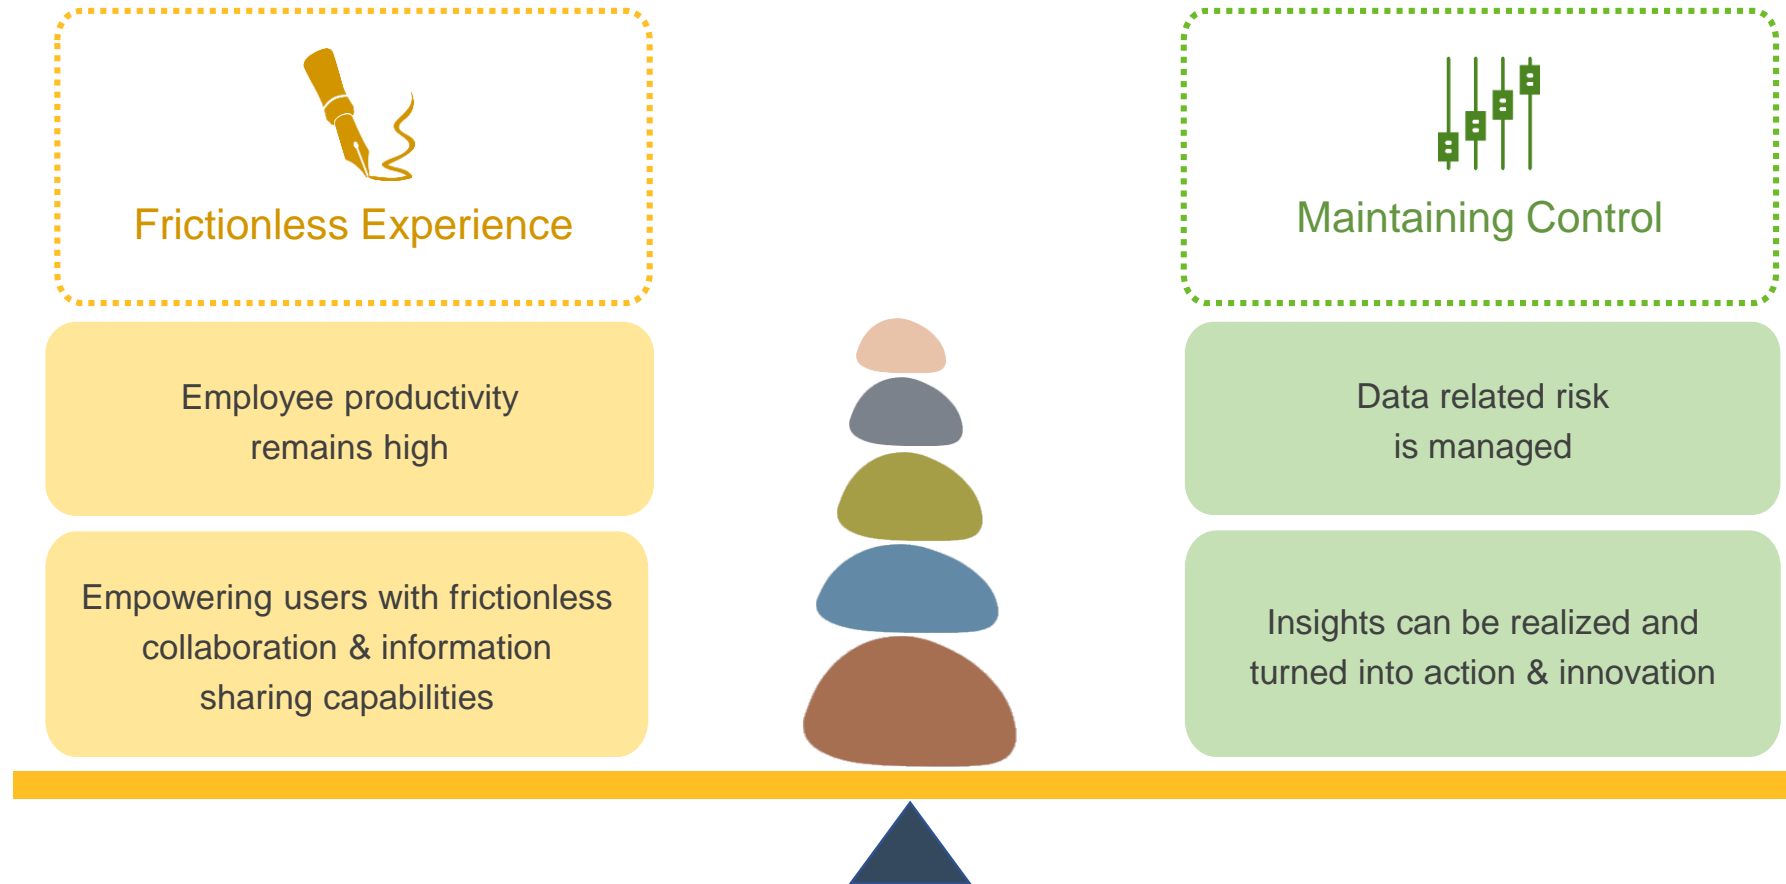 Frictionless Experience
Employee productivity
remains high
Empowering users with frictionless
collaboration & information
sharing capabilities
Maintaining Control
Data related risk
is managed
Insights can be realized and
turned into action & innovation